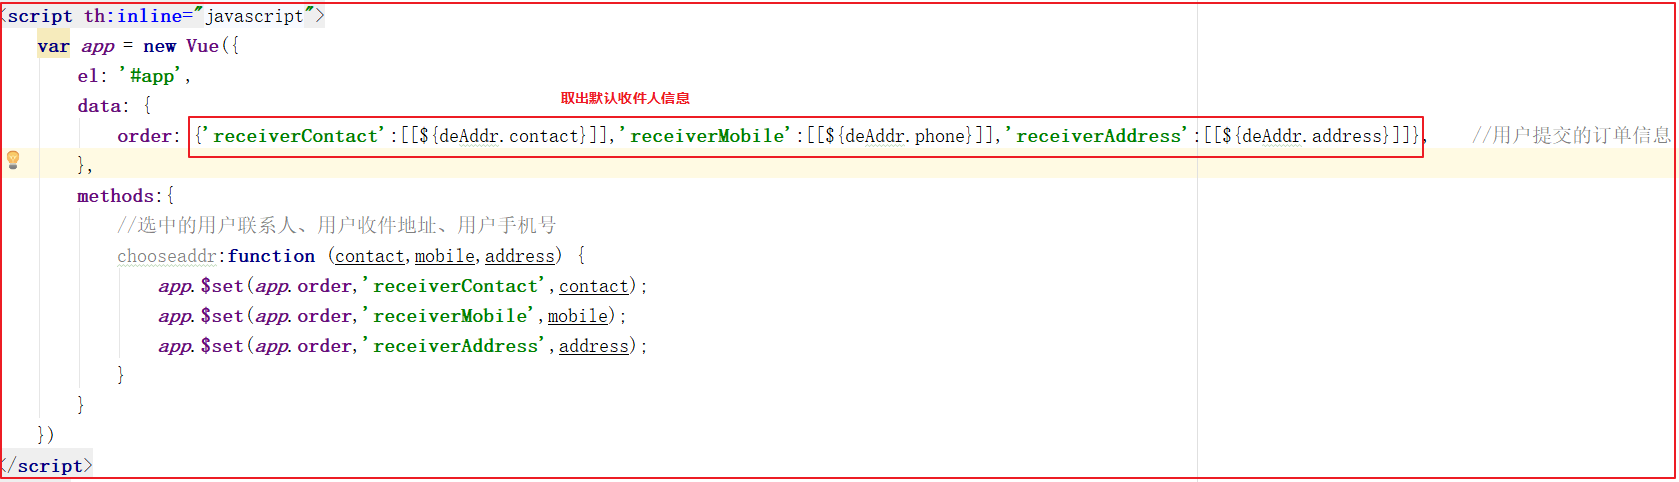 <script th:inline="javascript">
var app = new Vue({
el: '#app',
data: {
取出默认收件人信息
order: {'receiverContact':[[${deAddr.contact}]],'receiverMobile':[[${deAddr.phone}]],'receiverAddress':[[${deAddr.address}]]}, //用户提交的订单信息
},
methods:{
//选中的用户联系人、用户收件地址、用户手机号
chooseaddr:function (contact,mobile,address) {
app.$set(app.order,'receiverContact',contact);
app.$set(app.order,'receiverMobile',mobile);
app.$set(app.order,'receiverAddress',address);
}
}
})
</script>